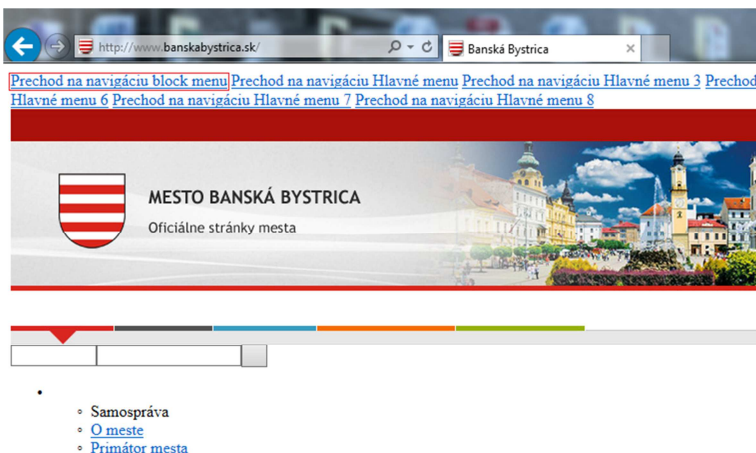 http://www.banskabystrica.sk/
Banská Bystrica
Prechod na navigáciu block menu Prechod na navigáciu Hlavné menu Prechod na navigáciu Hlavné menu 3 Prechod
Hlavné menu 6 Prechod na navigáciu Hlavné menu 7 Prechod na navigáciu Hlavné menu 8
MESTO BANSKÁ BYSTRICA
Oficiálne stránky mesta
Samospráva
O meste
Primátor mesta